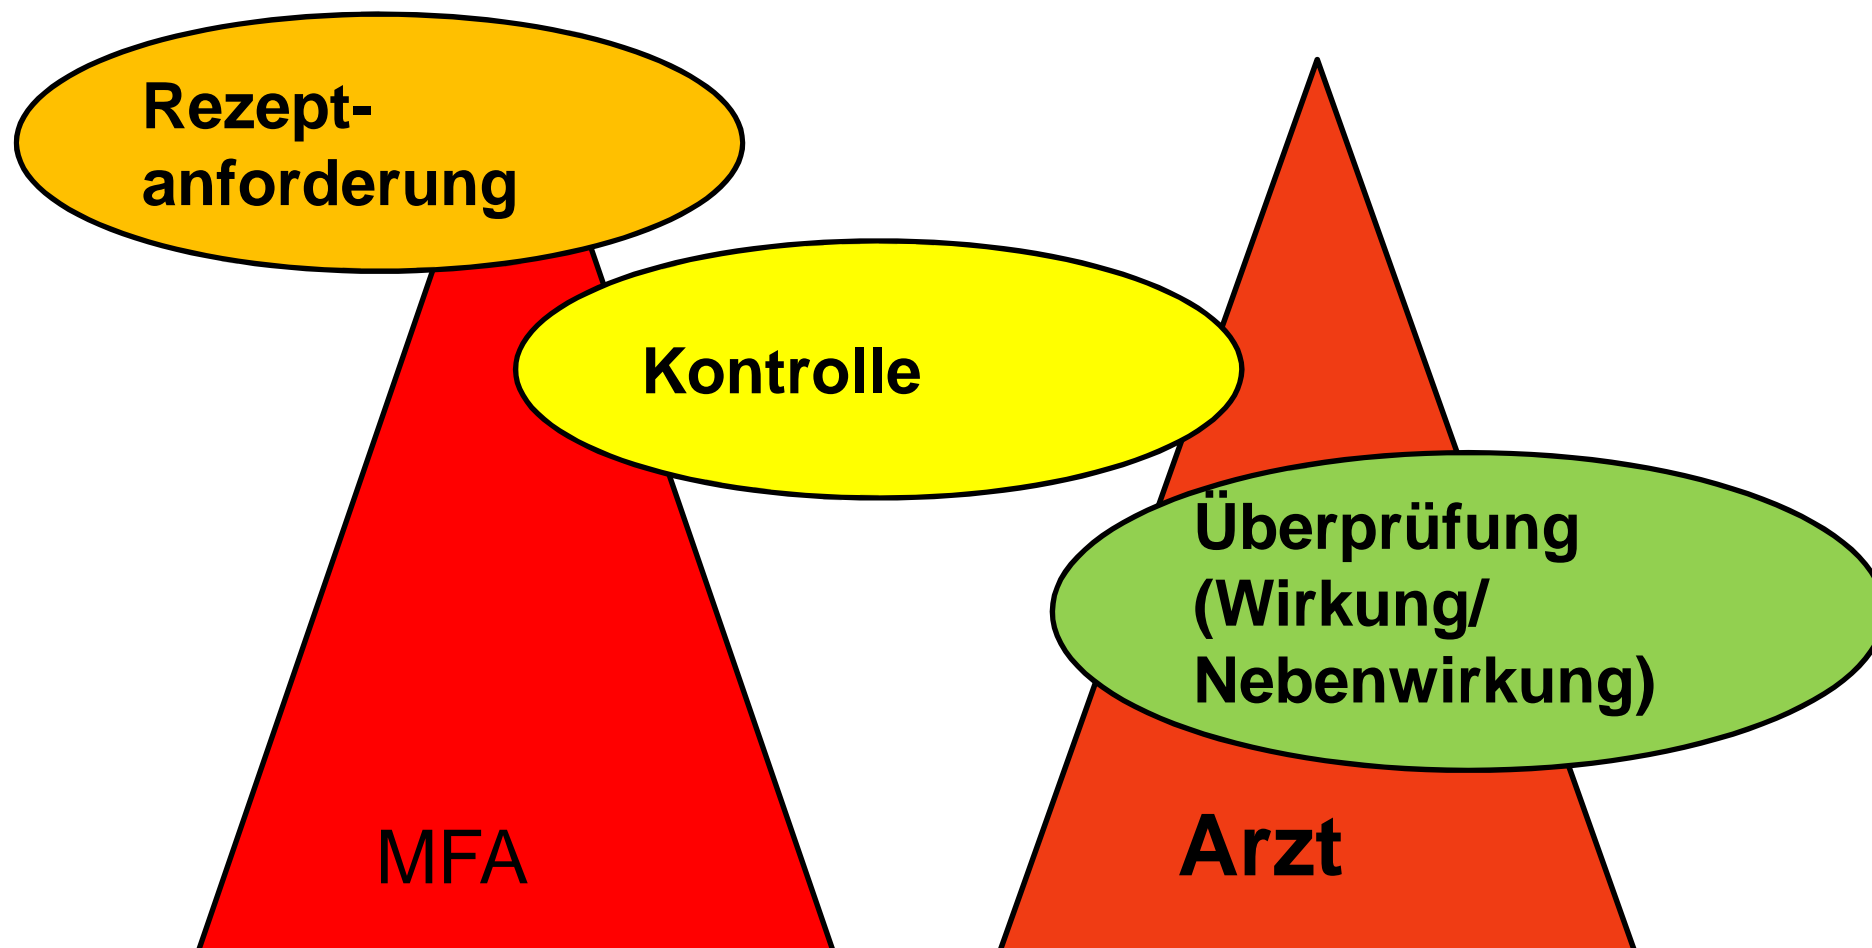 Rezept-
anforderung
Kontrolle
Überprüfung
(Wirkung/
Nebenwirkung)
MFA
Arzt